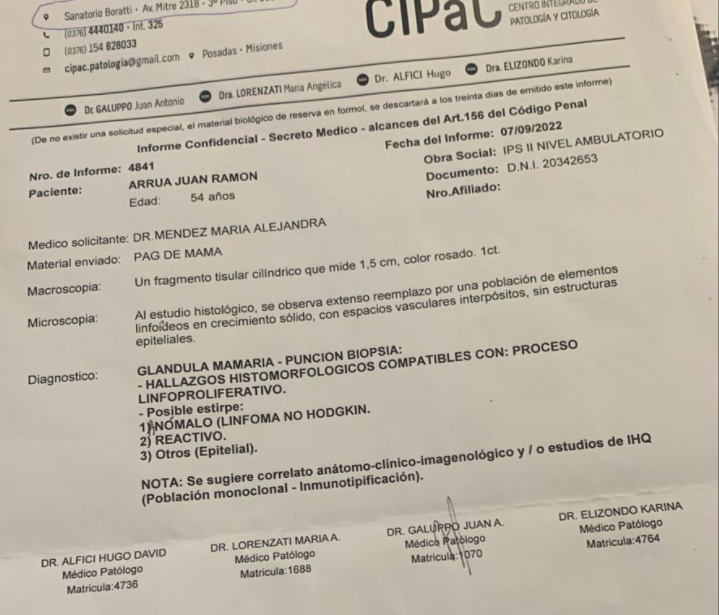 Sanatorio Boratti - Av. Mitre 2318 - 3º Piso
(0376) 4440140 - Int. 325
(0376) 154 628033
cipac.patologia@gmail.com Posadas - Misiones
CIPaC CENTRO INTEGRADO DE
PATOLOGÍA Y CITOLOGÍA
Dr. GALUPPO Juan Antonio Dra. LORENZATI Maria Angélica Dr. ALFICI Hugo Dra. ELIZONDO Karina
(De no existir una solicitud especial, el material biológico de reserva en formol, se descartará a los treinta dias de emitido este informe)
Informe Confidencial - Secreto Medico - alcances del Art.156 del Código Penal
Nro. de Informe: 4841 Fecha del Informe: 07/09/2022
Paciente: ARRUA JUAN RAMON Obra Social: IPS II NIVEL AMBULATORIO
Edad: 54 años Documento: D.N.I. 20342653
Nro.Afiliado:
Medico solicitante: DR.MENDEZ MARIA ALEJANDRA
Material enviado: PAG DE MAMA
Macroscopia: Un fragmento tisular cilíndrico que mide 1,5 cm, color rosado. 1ct.
Microscopia: Al estudio histológico, se observa extenso reemplazo por una población de elementos
linfoídeos en crecimiento sólido, con espacios vasculares interpósitos, sin estructuras
epiteliales.
Diagnostico: GLANDULA MAMARIA - PUNCION BIOPSIA:
- HALLAZGOS HISTOMORFOLOGICOS COMPATIBLES CON: PROCESO
LINFOPROLIFERATIVO.
- Posible estirpe:
1) NÓMALO (LINFOMA NO HODGKIN.
2) REACTIVO.
3) Otros (Epitelial).
NOTA: Se sugiere correlato anátomo-clínico-imagenológico y / o estudios de IHQ
(Población monoclonal - Inmunotipificación).
DR. ALFICI HUGO DAVID DR. LORENZATI MARIA A. DR. GALUPPO JUAN A. DR. ELIZONDO KARINA
Médico Patólogo Médico Patólogo Médico Patólogo Médico Patólogo
Matricula:4736 Matricula:1688 Matricula:1070 Matricula:4764